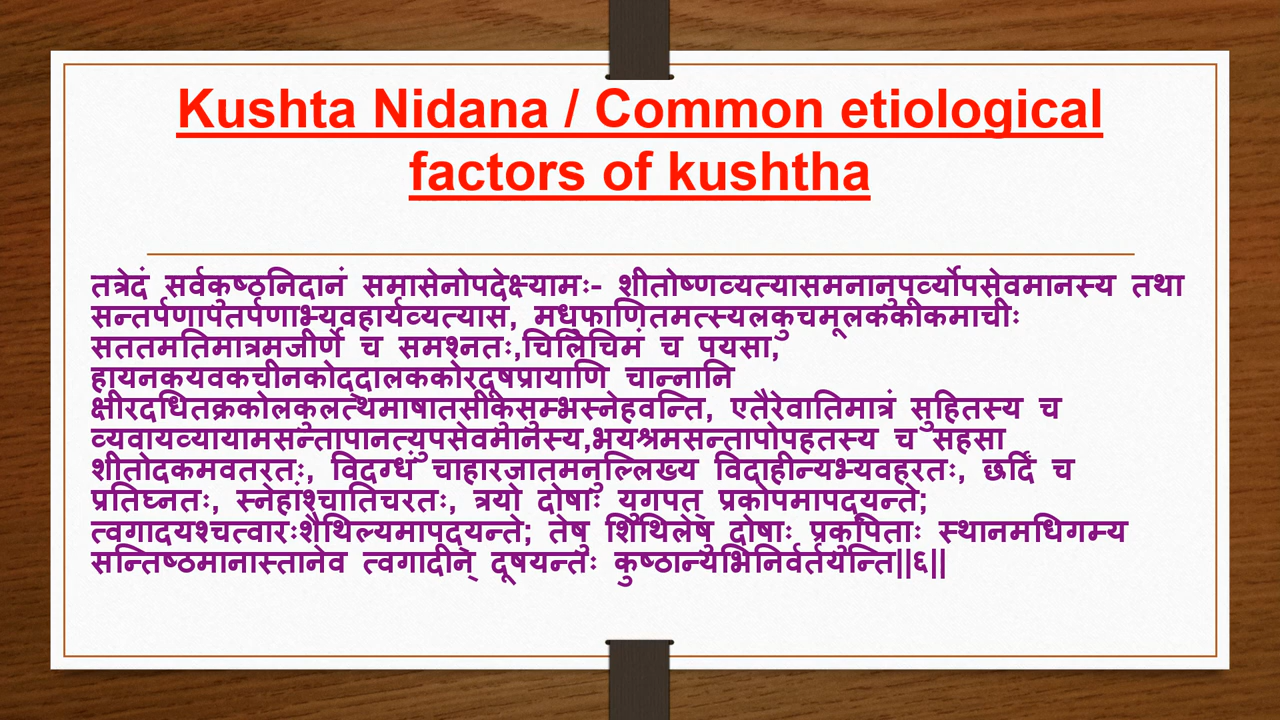 Kushta Nidana / Common etiological
factors of kushtha
तत्रेदं सर्वकुष्ठनिदानं समासेनोपदेक्ष्यामः- शीतोष्णव्यत्यासमनानुपूर्व्योपसेवमानस्य तथा
सन्तर्पणापतर्पणाभ्यवहार्यव्यत्यासं, मधुफाणितमत्स्यलकुचमूलककाकमाचीः
सततमतिमात्रमजीर्णे च समश्नतः,चिलिचिमं च पयसा,
हायनकयवकचीनकोद्दालककोरदूषप्रायाणि चान्नानि
क्षीरदधितक्रकोलकुलत्थमाषातसीकुसुम्भस्नेहवन्ति, एतैरेवातिमात्रं सुहितस्य च
व्यवायव्यायामसन्तापानत्युपसेवमानस्य,भयश्रमसन्तापोपहतस्य च सहसा
शीतोदकमवतरतः, विदग्धं चाहारजातमनुल्लिख्य विदाहीन्यभ्यवहरतः, छर्दिं च
प्रतिघ्नतः, स्नेहांश्चातिचरतः, त्रयो दोषाः युगपत् प्रकोपमापद्यन्ते;
त्वगादयश्चत्वारःशैथिल्यमापद्यन्ते; तेषु शिथिलेषु दोषाः प्रकुपिताः स्थानमधिगम्य
सन्तिष्ठमानास्तानेव त्वगादीन् दूषयन्तः कुष्ठान्यभिनिर्वर्तयन्ति||६||